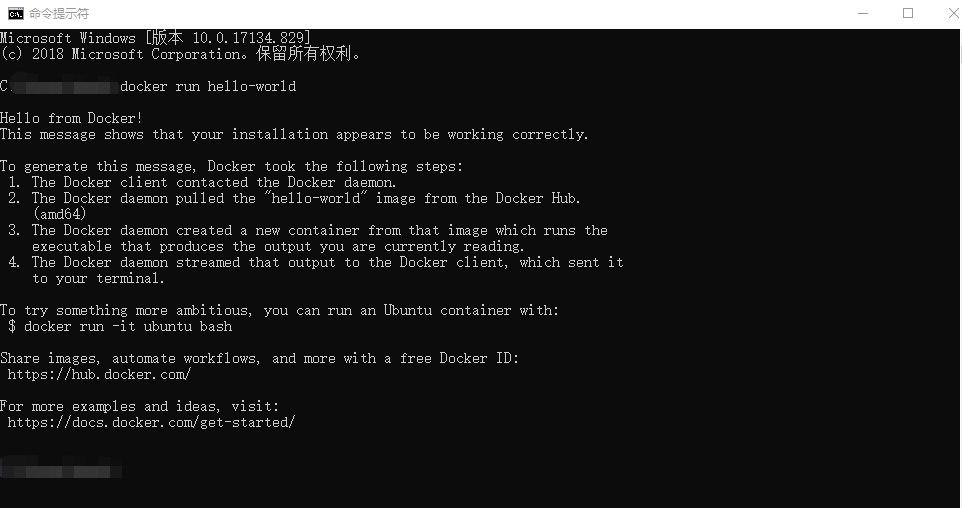 命令提示符
Microsoft Windows [版本 10.0.17134.829]
(c) 2018 Microsoft Corporation。保留所有权利。
C docker run hello-world
Hello from Docker!
This message shows that your installation appears to be working correctly.
To generate this message, Docker took the following steps:
1. The Docker client contacted the Docker daemon.
2. The Docker daemon pulled the "hello-world" image from the Docker Hub.
(amd64)
3. The Docker daemon created a new container from that image which runs the
executable that produces the output you are currently reading.
4. The Docker daemon streamed that output to the Docker client, which sent it
to your terminal.
To try something more ambitious, you can run an Ubuntu container with:
$ docker run -it ubuntu bash
Share images, automate workflows, and more with a free Docker ID:
https://hub.docker.com/
For more examples and ideas, visit:
https://docs.docker.com/get-started/